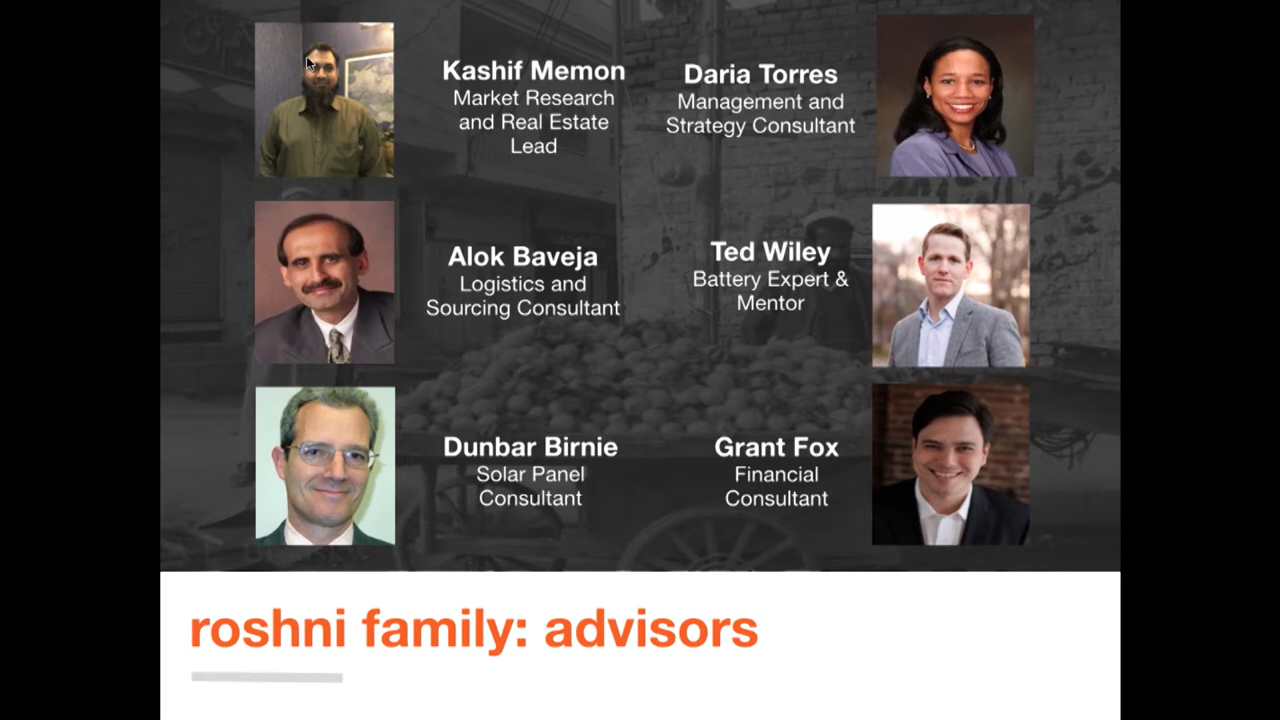 Kashif Memon
Market Research
and Real Estate
Lead
Daria Torres
Management and
Strategy Consultant
Alok Baveja
Logistics and
Sourcing Consultant
Ted Wiley
Battery Expert &
Mentor
Dunbar Birnie
Solar Panel
Consultant
Grant Fox
Financial
Consultant
roshni family: advisors